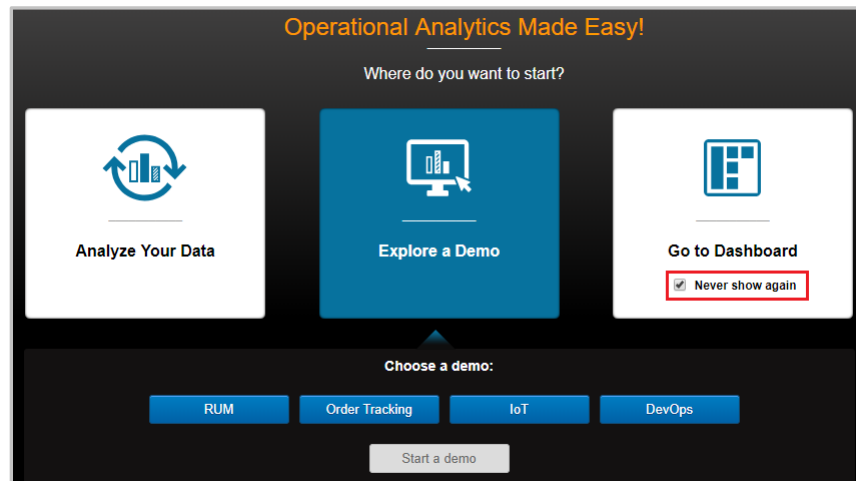 Operational Analytics Made Easy!
Where do you want to start?
Analyze Your Data
Explore a Demo
Go to Dashboard
Never show again
Choose a demo:
RUM
Order Tracking
IoT
DevOps
Start a demo